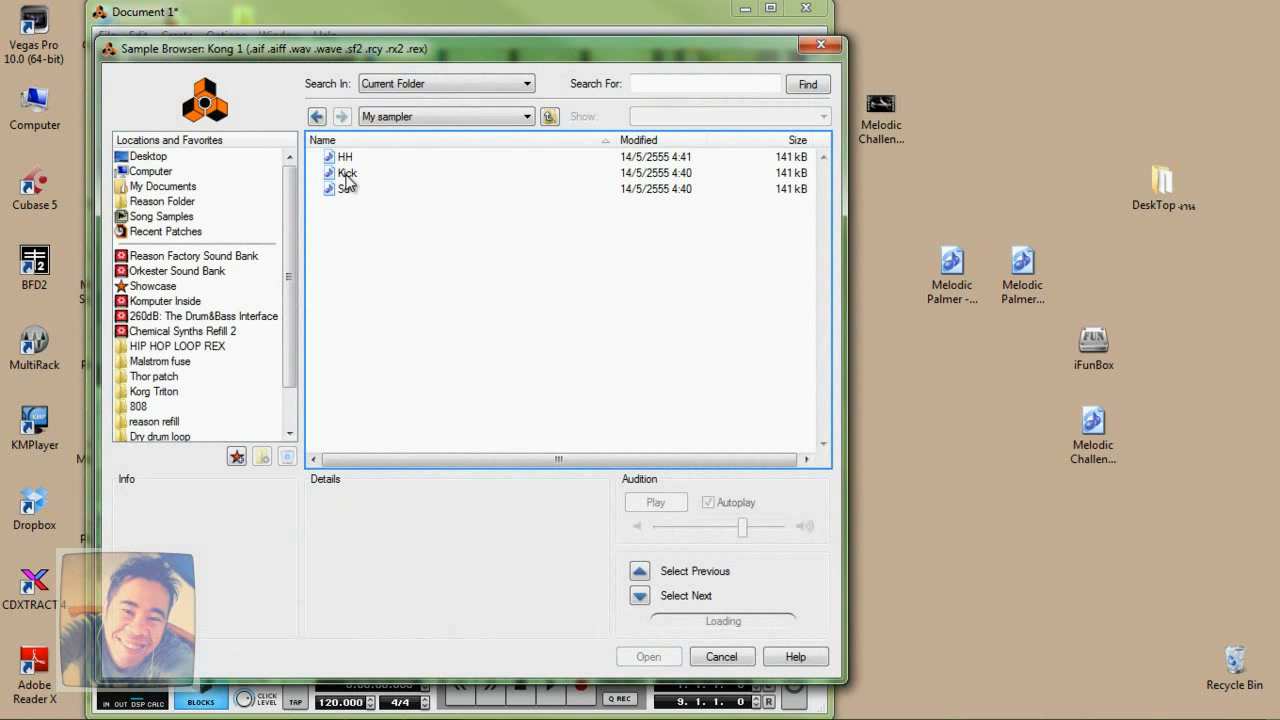 Document 1*
Sample Browser: Kong 1 (.aif .aiff .wav .wave .sf2 .rcy .rx2 .rex)
Search In: Current Folder Search For: Find
My sampler Show:
Locations and Favorites
Desktop
Computer
My Documents
Reason Folder
Song Samples
Recent Patches
Reason Factory Sound Bank
Orkester Sound Bank
Showcase
Komputer Inside
260dB: The Drum&Bass Interface
Chemical Synths Refill 2
HIP HOP LOOP REX
Malstrom fuse
Thor patch
Korg Triton
808
reason refill
Dry drum loop
Name Modified Size
HH 14/5/2555 4:41 141 kB
Kick 14/5/2555 4:40 141 kB
14/5/2555 4:40 141 kB
Info
Details
Audition
Play Autoplay
Select Previous
Select Next
Loading
Open Cancel Help
IN OUT DSP CALC
BLOCKS
CLICK
LEVEL
TAP
120.000
4/4
Q REC
9. 1. 1. 0
R
Vegas Pro
10.0 (64-bit)
Computer
Cubase 5
BFD2
MultiRack
KMPlayer
Dropbox
CDXTRACT 4
Adobe
Reader X
Melodic
Challen...
DeskTop งาน
Melodic
Palmer -...
Melodic
Palmer...
iFunBox
Melodic
Challen...
Recycle Bin